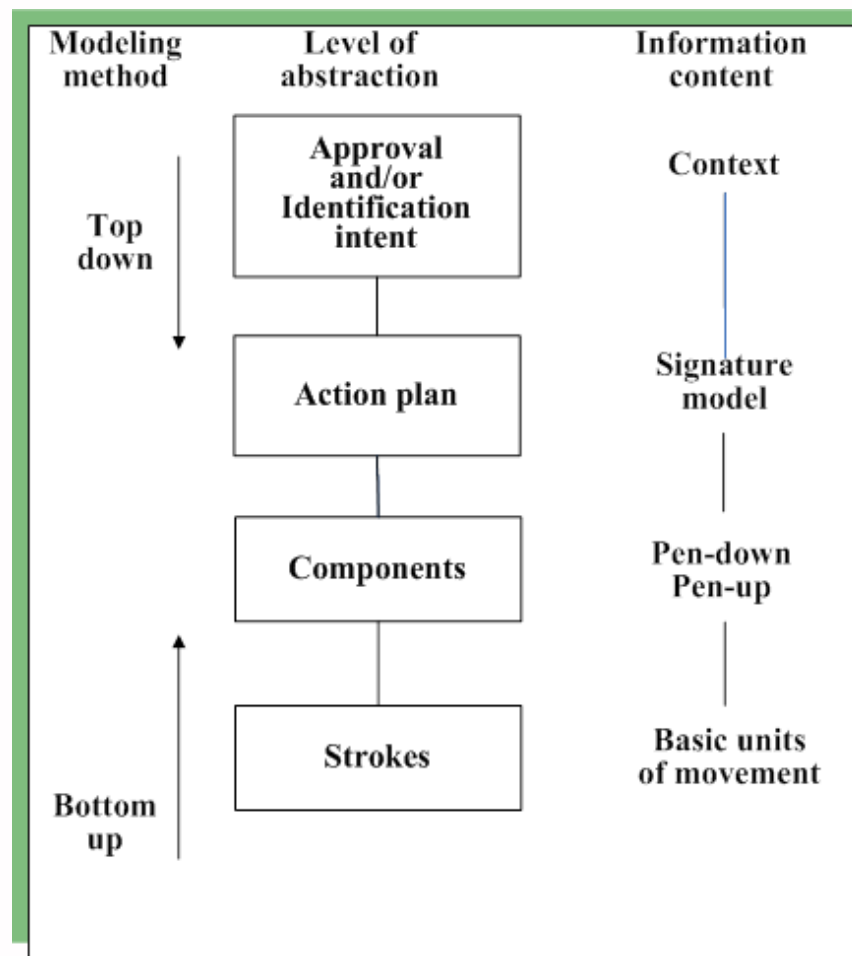 Modeling
method
Level of
abstraction
Information
content
Approval
and/or
Identification
intent
Context
Top
down
Action plan
Signature
model
Components
Pen-down
Pen-up
Strokes
Basic units
of movement
Bottom
up